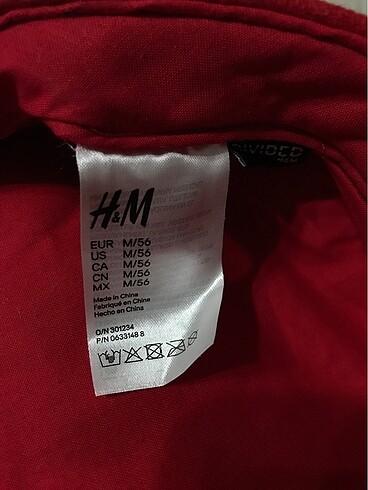 DIVIDED
H&M
H&M
EUR M/56
US M/56
CA M/56
CN M/56
MX M/56
Made in China
Fabriqué en Chine
Hecho en China
O/N 301234
P/N 0633148 8